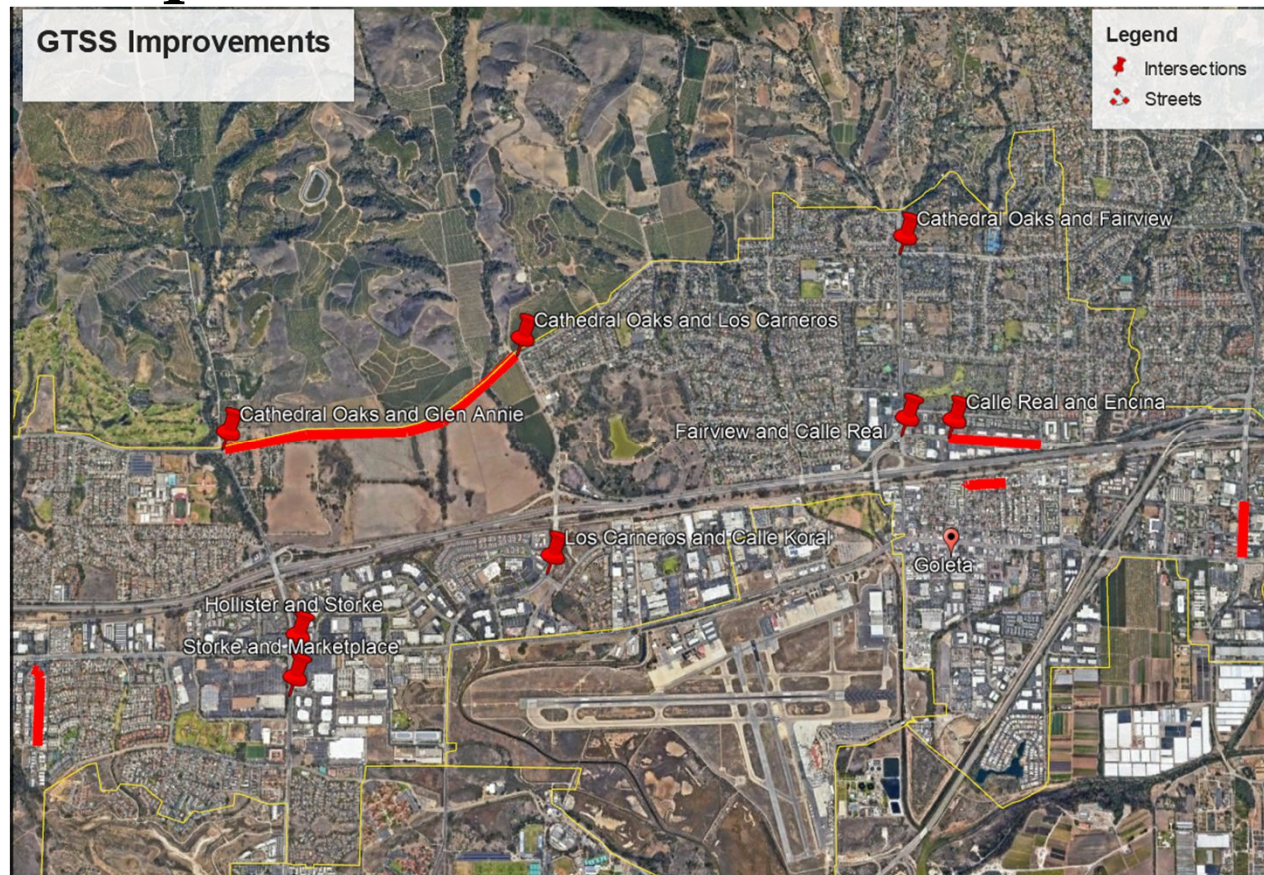 GTSS Improvements
Legend
Intersections
Streets
Cathedral Oaks and Fairview
Cathedral Oaks and Los Carneros
Cathedral Oaks and Glen Annie
Calle Real and Encina
Fairview and Calle Real
Los Carneros and Calle Koral
Goleta
Hollister and Storke
Storke and Marketplace